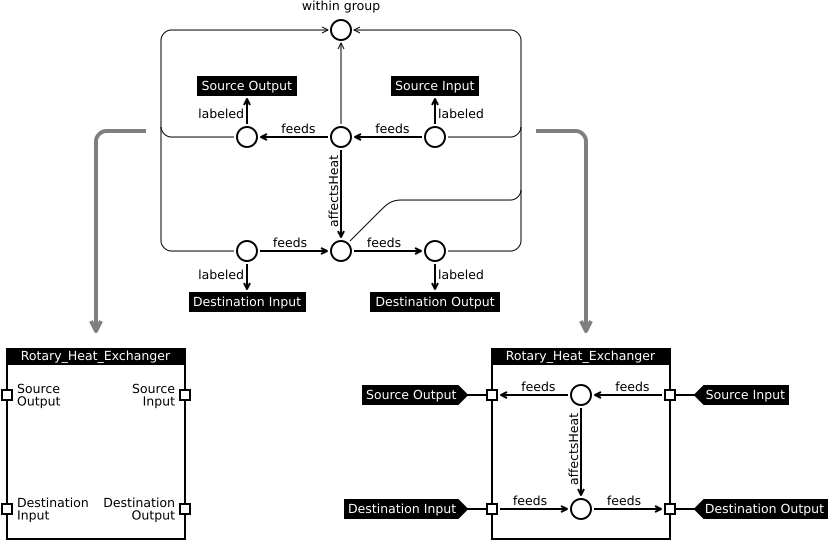 within group
Source Output
Source Input
labeled
labeled
feeds
feeds
affectsHeat
feeds
feeds
labeled
labeled
Destination Input
Destination Output
Rotary_Heat_Exchanger
Source
Output
Source
Input
Destination
Input
Destination
Output
Rotary_Heat_Exchanger
Source Output
feeds
feeds
Source Input
affectsHeat
Destination Input
feeds
feeds
Destination Output